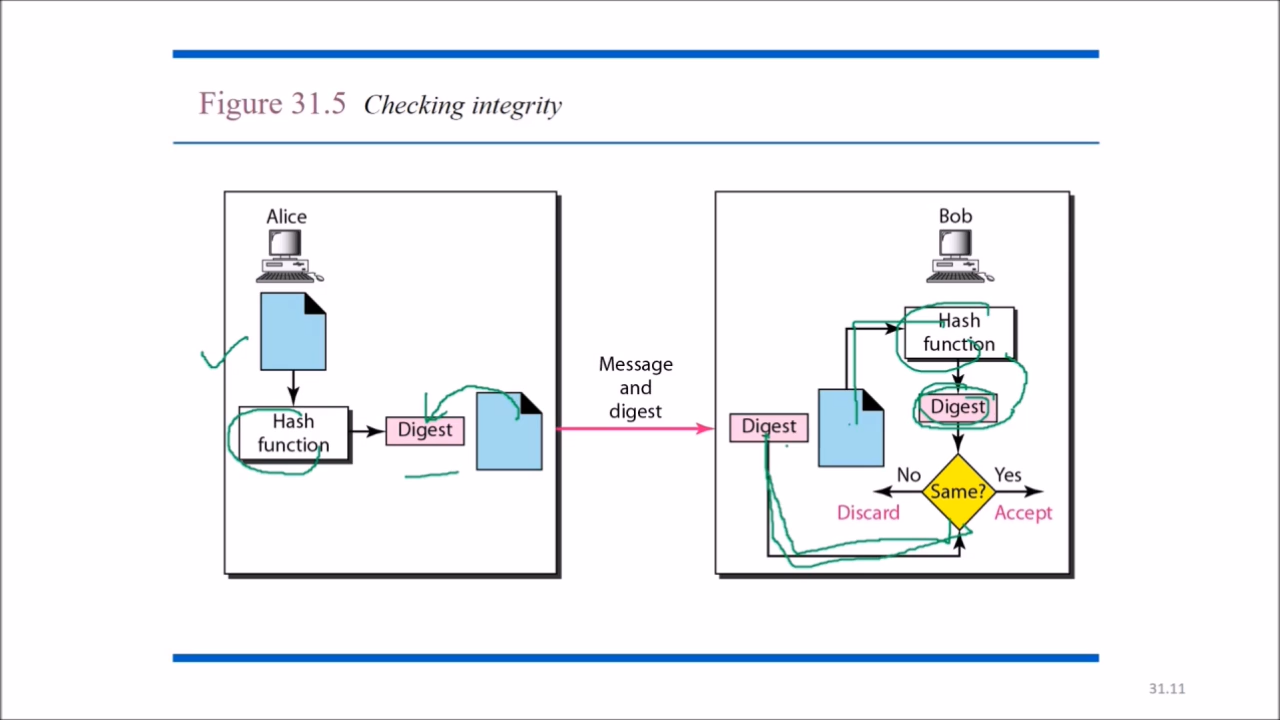 Figure 31.5 Checking integrity
Alice
Hash
function
Digest
Message
and
digest
Bob
Hash
function
Digest
Digest
No
Same?
Yes
Discard
Accept
31.11